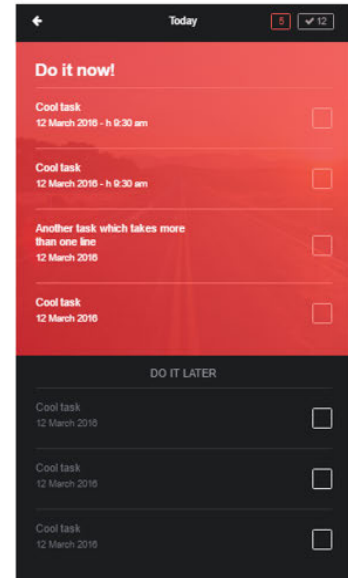 Today
5
12
Do it now!
Cool task
12 March 2016 - h 9:30 am
Cool task
12 March 2016 - h 9:30 am
Another task which takes more
than one line
12 March 2016
Cool task
12 March 2016
DO IT LATER
Cool task
12 March 2016
Cool task
12 March 2016
Cool task
12 March 2016